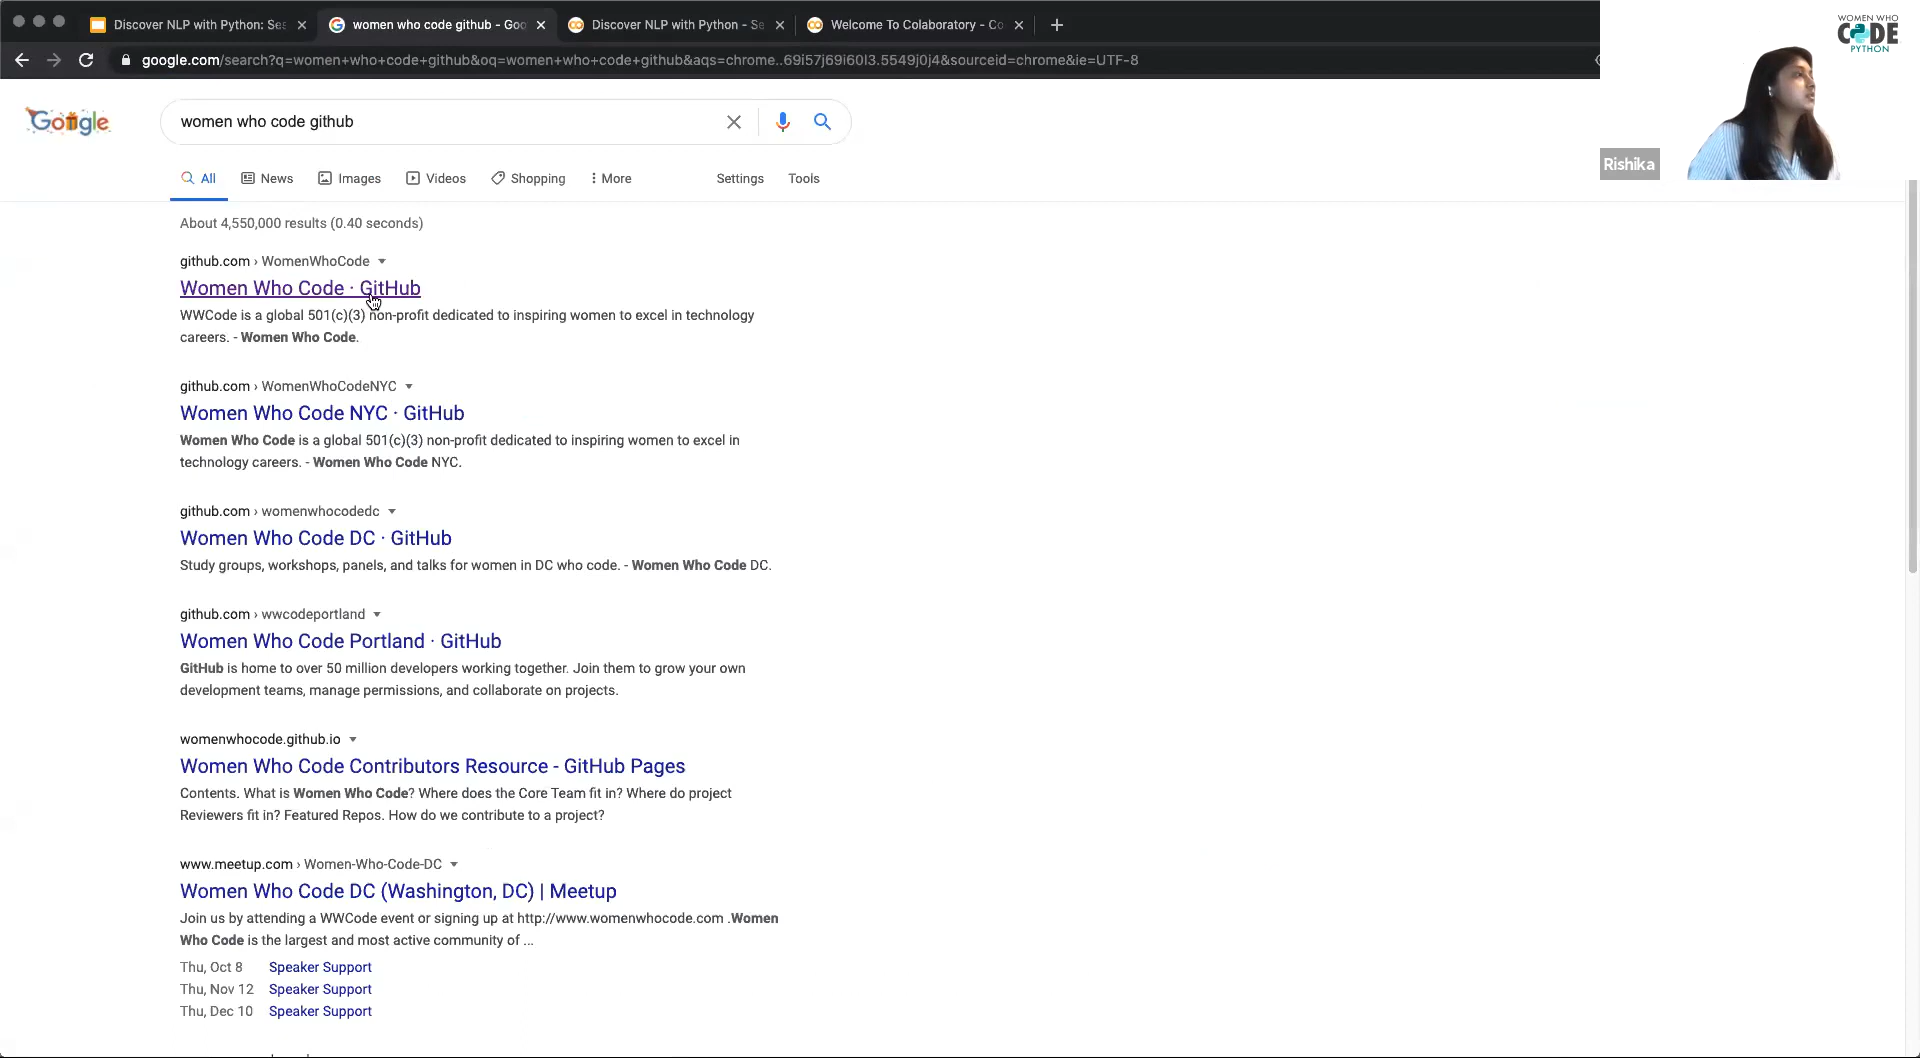 Discover NLP with Python: Ses
women who code github - Goo
Discover NLP with Python - Se
Welcome To Colaboratory - Co
google.com/search?q=women+who+code+github&oq=women+who+code+github&aqs=chrome..69i57j69i60l3.5549j0j4&sourceid=chrome&ie=UTF-8
WOMEN WHO
CODE
PYTHON
Rishika
Google
women who code github
All
News
Images
Videos
Shopping
More
Settings
Tools
About 4,550,000 results (0.40 seconds)
github.com › WomenWhoCode
Women Who Code · GitHub
WWCode is a global 501(c)(3) non-profit dedicated to inspiring women to excel in technology
careers. - Women Who Code.
github.com › WomenWhoCodeNYC
Women Who Code NYC · GitHub
Women Who Code is a global 501(c)(3) non-profit dedicated to inspiring women to excel in
technology careers. - Women Who Code NYC.
github.com › womenwhocodedc
Women Who Code DC · GitHub
Study groups, workshops, panels, and talks for women in DC who code. - Women Who Code DC.
github.com › wwcodeportland
Women Who Code Portland · GitHub
GitHub is home to over 50 million developers working together. Join them to grow your own
development teams, manage permissions, and collaborate on projects.
womenwhocode.github.io
Women Who Code Contributors Resource - GitHub Pages
Contents. What is Women Who Code? Where does the Core Team fit in? Where do project
Reviewers fit in? Featured Repos. How do we contribute to a project?
www.meetup.com › Women-Who-Code-DC
Women Who Code DC (Washington, DC) | Meetup
Join us by attending a WWCode event or signing up at http://www.womenwhocode.com .Women
Who Code is the largest and most active community of ...
Thu, Oct 8 Speaker Support
Thu, Nov 12 Speaker Support
Thu, Dec 10 Speaker Support